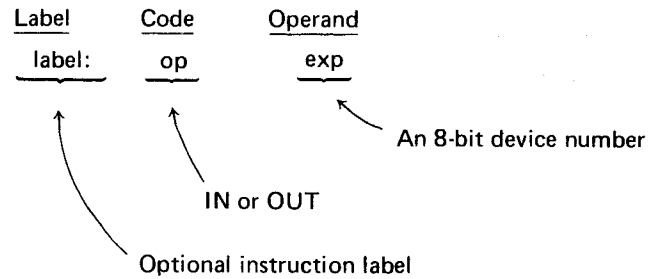 Label Code Operand
label: op exp
An 8-bit device number
IN or OUT
Optional instruction label